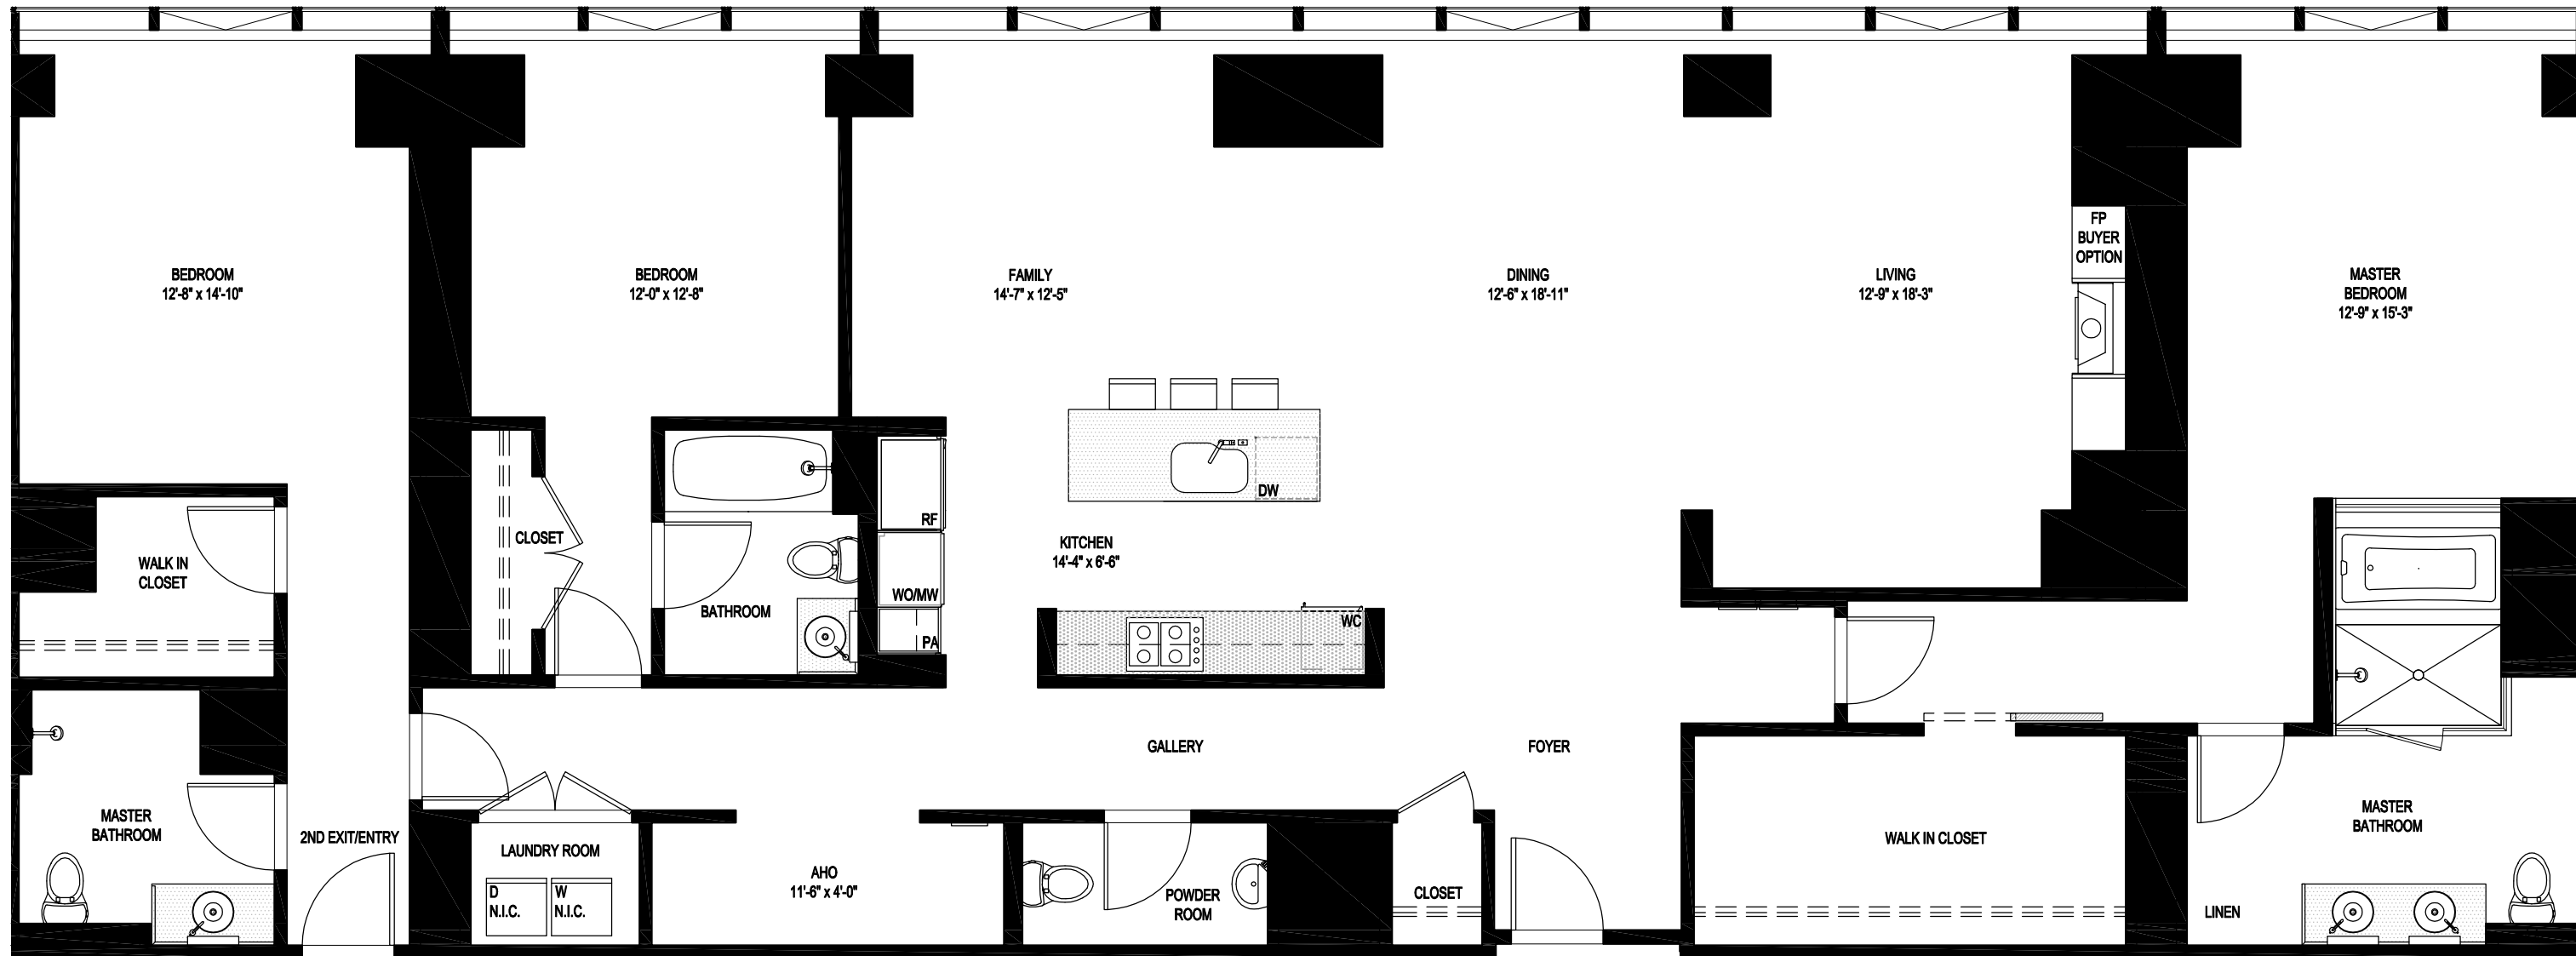 BEDROOM
12'-8" x 14'-10"
BEDROOM
12'-0" x 12'-8"
FAMILY
14'-7" x 12'-5"
DINING
12'-6" x 18'-11"
LIVING
12'-9" x 18'-3"
FP
BUYER
OPTION
MASTER
BEDROOM
12'-9" x 15'-3"
WALK IN
CLOSET
CLOSET
BATHROOM
RF
WO/MW
PA
DW
KITCHEN
14'-4" x 6'-6"
WC
GALLERY
FOYER
MASTER
BATHROOM
2ND EXIT/ENTRY
LAUNDRY ROOM
D
N.I.C.
W
N.I.C.
AHO
11'-6" x 4'-0"
POWDER
ROOM
CLOSET
WALK IN CLOSET
MASTER
BATHROOM
LINEN